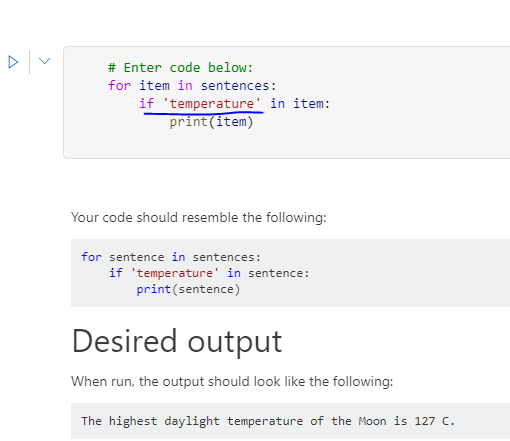 # Enter code below:
for item in sentences:
    if 'temperature' in item:
        print(item)
Your code should resemble the following:
for sentence in sentences:
    if 'temperature' in sentence:
        print(sentence)
Desired output
When run, the output should look like the following:
The highest daylight temperature of the Moon is 127 C.